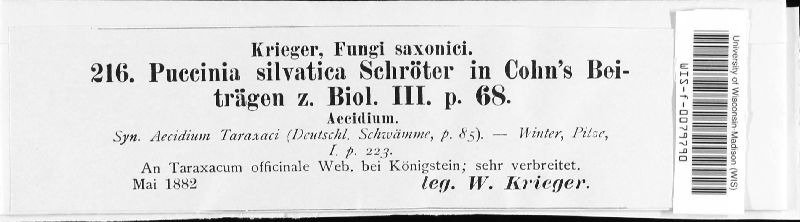 Krieger, Fungi saxonici.
216. Puccinia silvatica Schröter in Cohn's Bei-
trägen z. Biol. III. p. 68.
Aecidium.
Syn. Aecidium Taraxaci (Deutschl. Schwämme, p. 85). — Winter, Pilze,
I. p. 223.
An Taraxacum officinale Web. bei Königstein; sehr verbreitet.
Mai 1882 leg. W. Krieger.
University of Wisconsin-Madison (WIS)
WIS-f-0079790